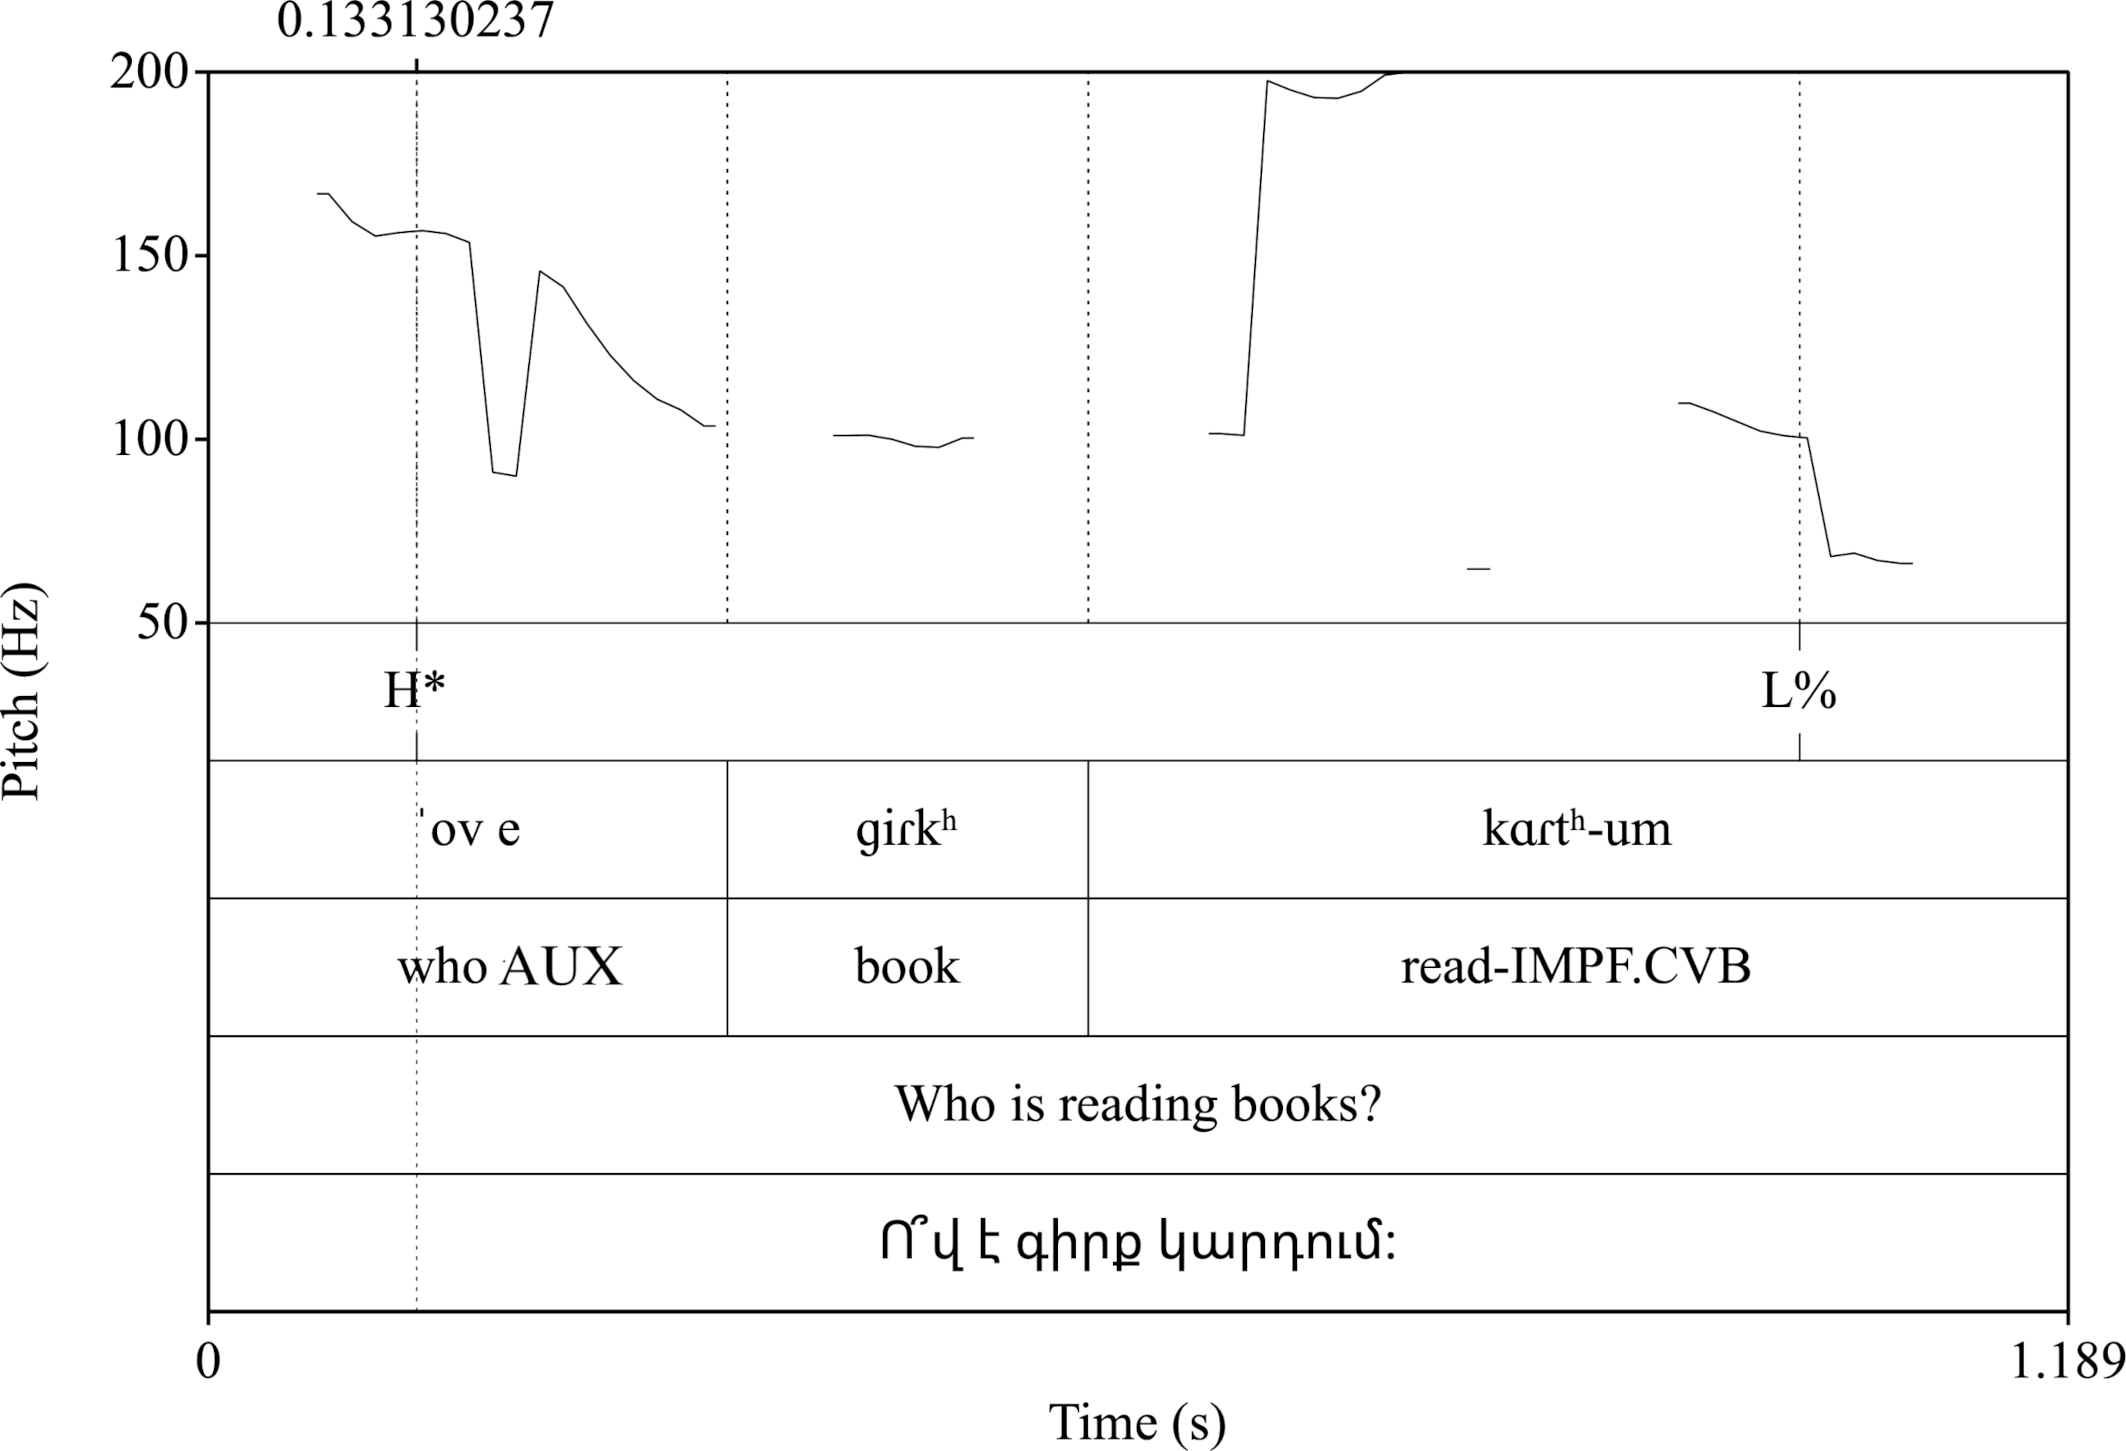 0.133130237
200
150
100
50
Pitch (Hz)
H* L%
ˈov e giɾkʰ kɑɾtʰ-um
who AUX book read-IMPF.CVB
Who is reading books?
Ո՞վ է գիրք կարդում:
0 1.189
Time (s)